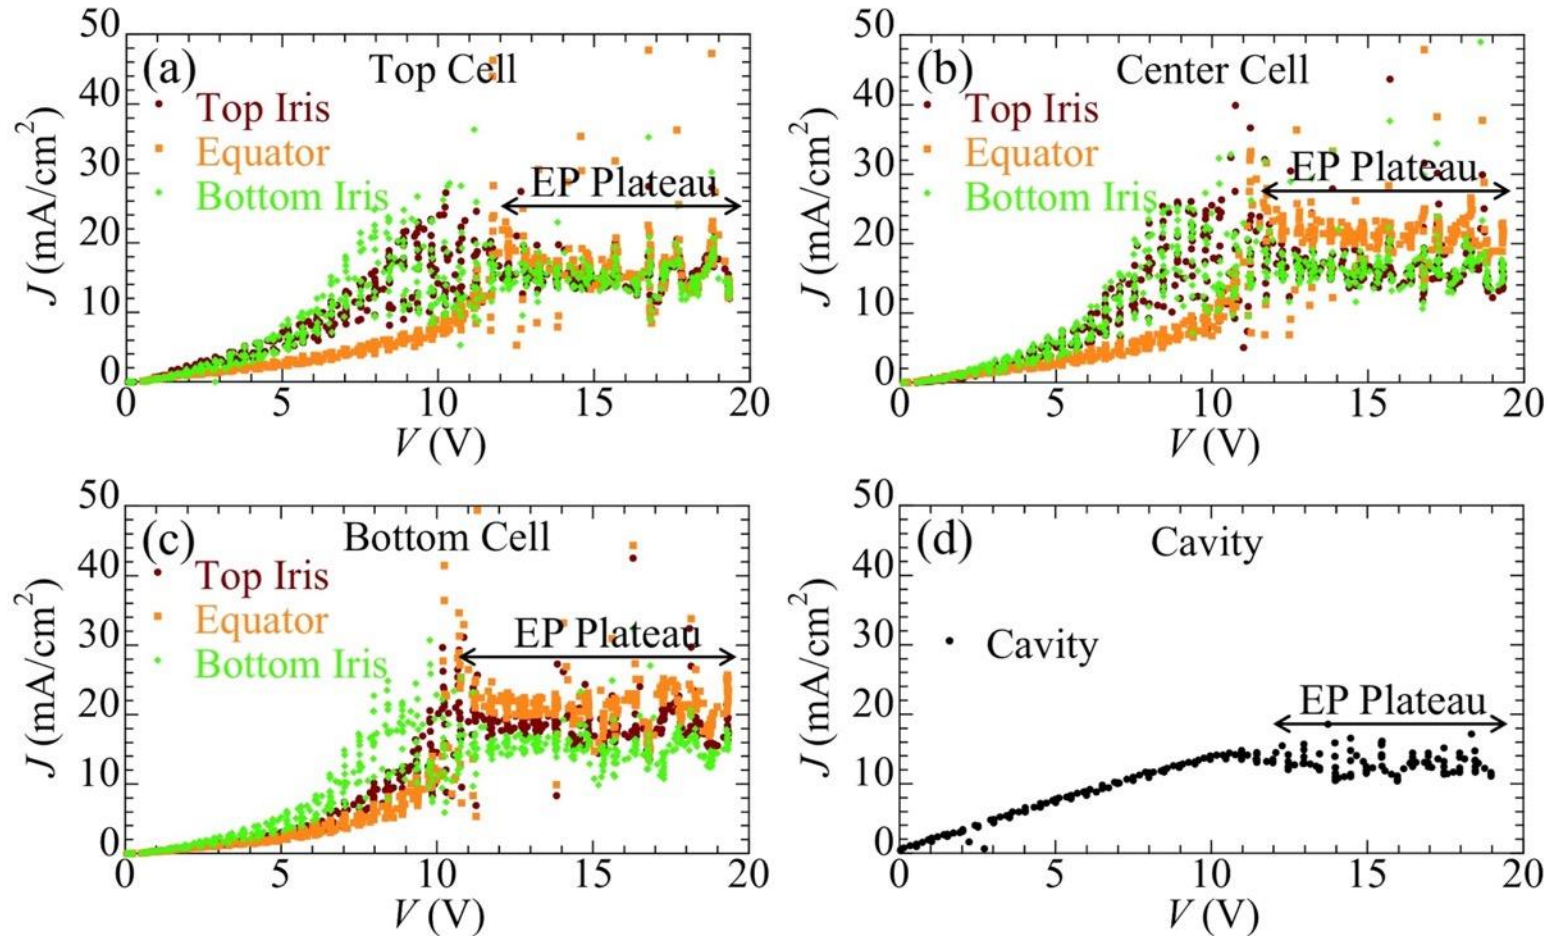 50
(a)
Top Cell
40
Top Iris
Equator
30
EP Plateau
Bottom Iris
20
10
0
J (mA/cm²)
0 5 10 15 20
V (V)
50
(b)
Center Cell
40
Top Iris
Equator
30
EP Plateau
Bottom Iris
20
10
0
J (mA/cm²)
0 5 10 15 20
V (V)
50
(c)
Bottom Cell
40
Top Iris
Equator
30
EP Plateau
Bottom Iris
20
10
0
J (mA/cm²)
0 5 10 15 20
V (V)
50
(d)
Cavity
40
30
Cavity
EP Plateau
20
10
0
J (mA/cm²)
0 5 10 15 20
V (V)